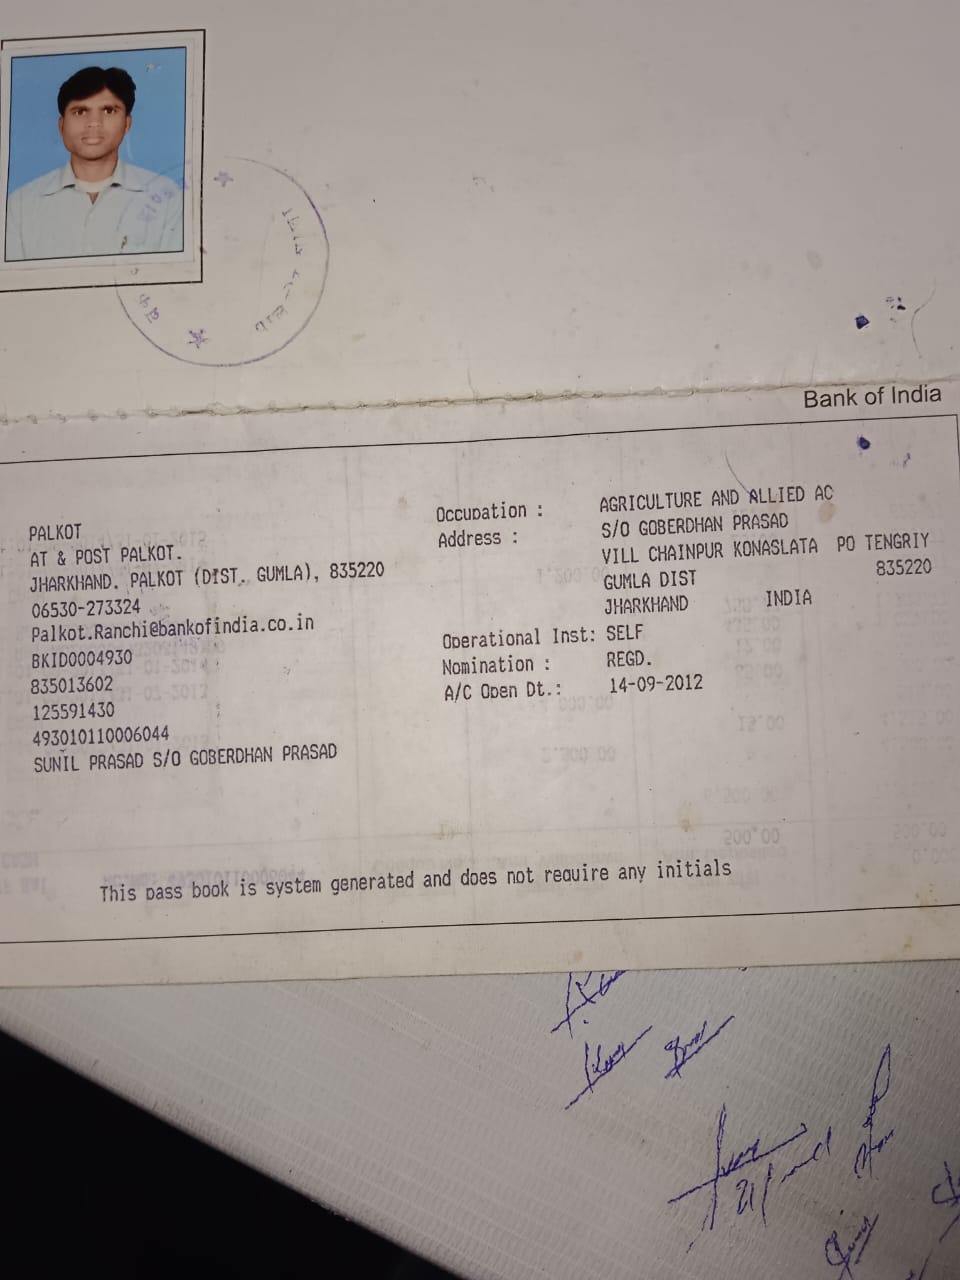 Bank of India
PALKOT
AT & POST PALKOT.
JHARKHAND. PALKOT (DIST. GUMLA), 835220
06530-273324
Palkot.Ranchi@bankofindia.co.in
BKID0004930
835013602
125591430
493010110006044
SUNIL PRASAD S/O GOBERDHAN PRASAD
Occupation : AGRICULTURE AND ALLIED AC
Address : S/O GOBERDHAN PRASAD
VILL CHAINPUR KONASLATA PO TENGRIY
GUMLA DIST 835220
JHARKHAND INDIA
Operational Inst: SELF
Nomination : REGD.
A/C Open Dt.: 14-09-2012
This pass book is system generated and does not require any initials